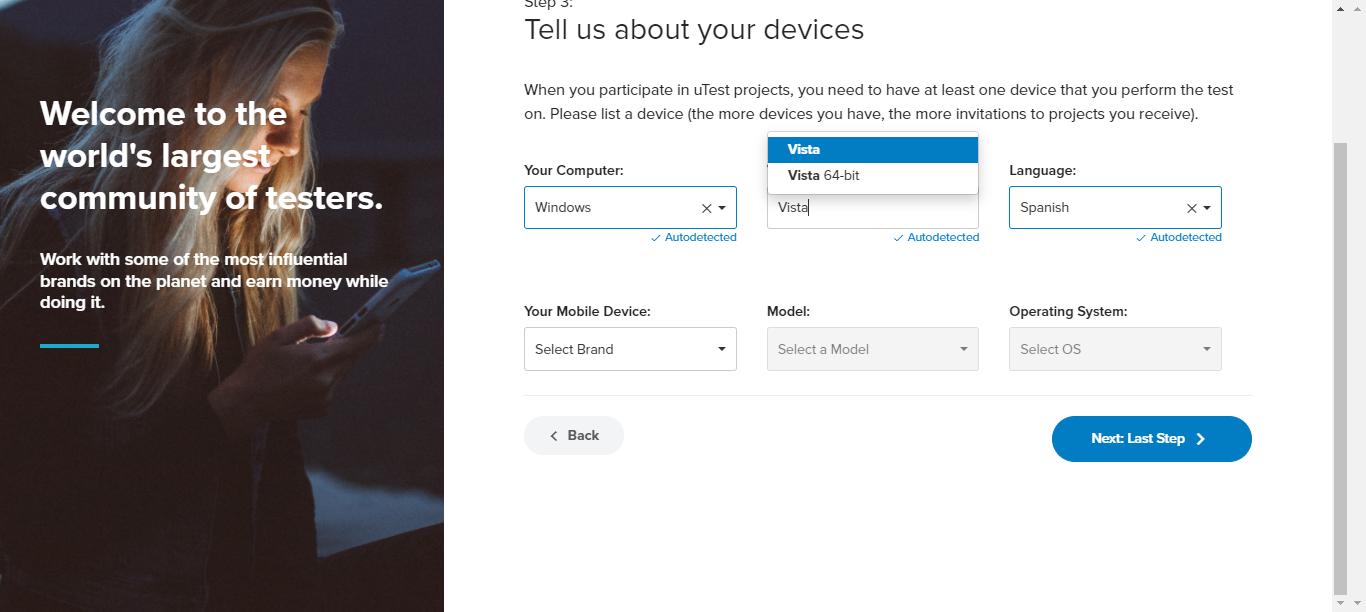 Welcome to the
world's largest
community of testers.
Work with some of the most influential
brands on the planet and earn money while
doing it.
Step 3:
Tell us about your devices
When you participate in uTest projects, you need to have at least one device that you perform the test
on. Please list a device (the more devices you have, the more invitations to projects you receive).
Your Computer:
Windows
Autodetected
Vista
Vista 64-bit
Vista
Autodetected
Language:
Spanish
Autodetected
Your Mobile Device:
Select Brand
Model:
Select a Model
Operating System:
Select OS
Back
Next: Last Step